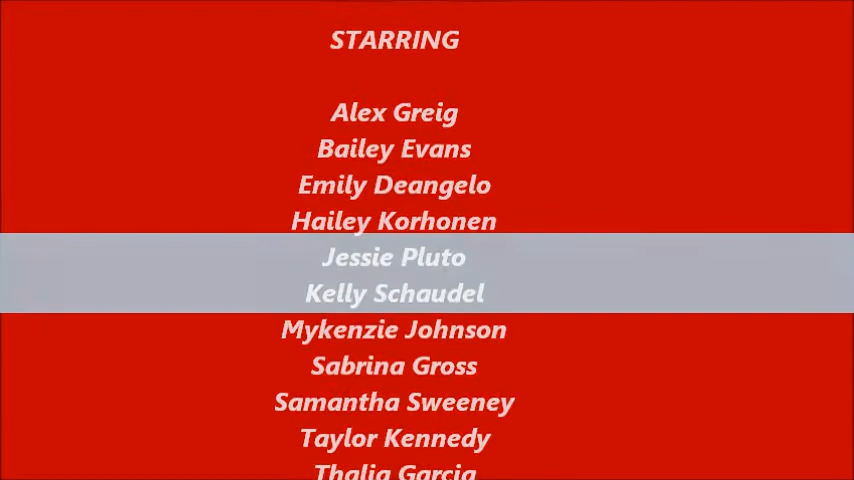 STARRING
Alex Greig
Bailey Evans
Emily Deangelo
Hailey Korhonen
Jessie Pluto
Kelly Schaudel
Mykenzie Johnson
Sabrina Gross
Samantha Sweeney
Taylor Kennedy
Thalia Garcia